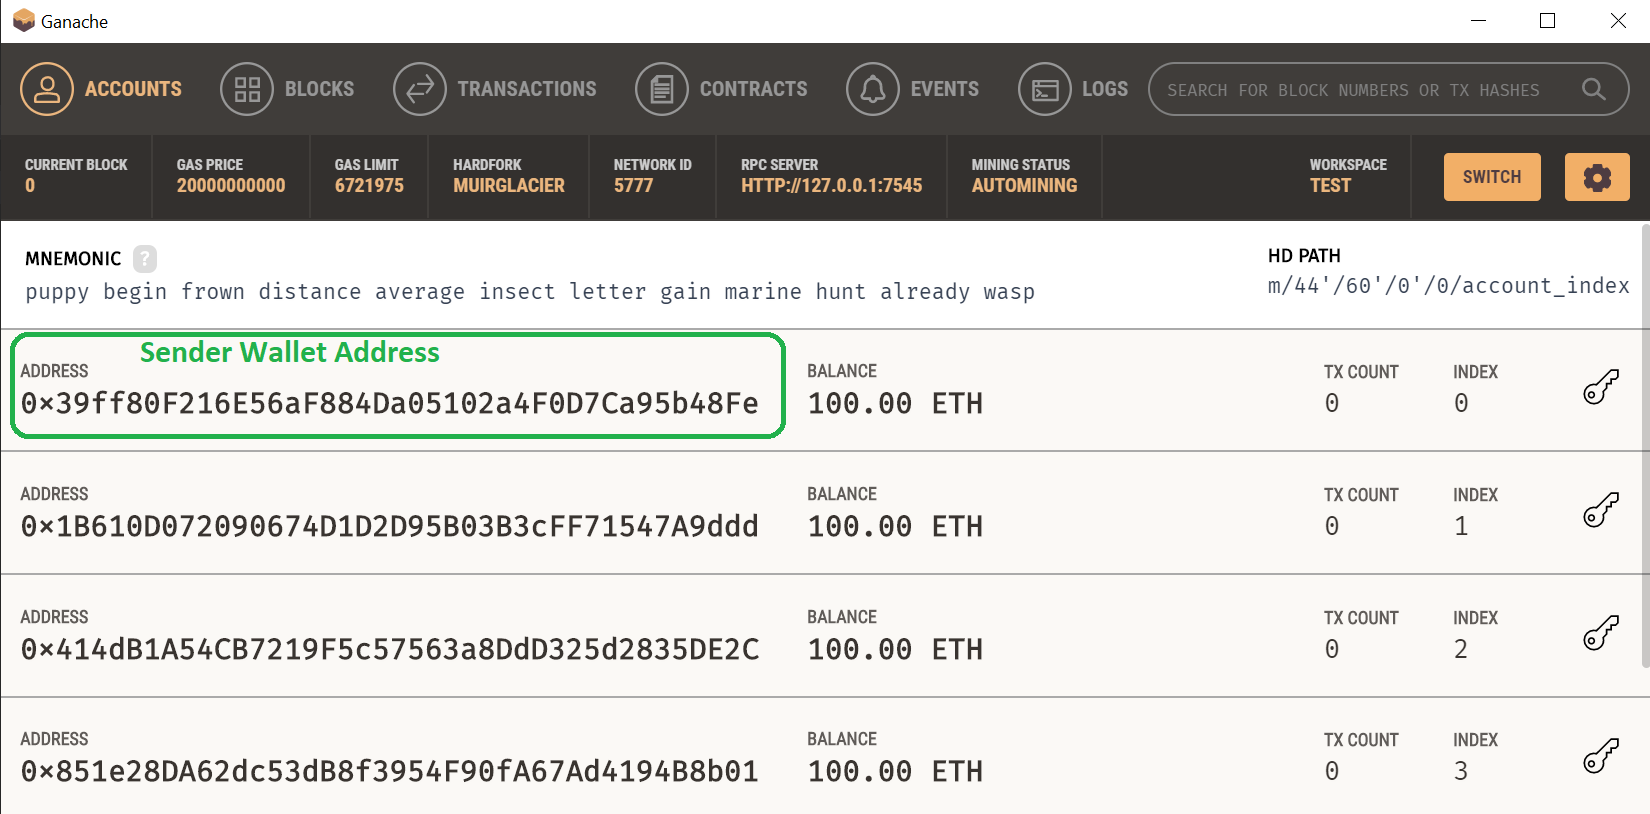 Ganache
ACCOUNTS BLOCKS TRANSACTIONS CONTRACTS EVENTS LOGS SEARCH FOR BLOCK NUMBERS OR TX HASHES
CURRENT BLOCK GAS PRICE GAS LIMIT HARDFORK NETWORK ID RPC SERVER MINING STATUS WORKSPACE
0 20000000000 6721975 MUIRGLACIER 5777 HTTP://127.0.0.1:7545 AUTOMINING TEST SWITCH
MNEMONIC ? HD PATH
puppy begin frown distance average insect letter gain marine hunt already wasp m/44'/60'/0'/0/account_index
Sender Wallet Address
ADDRESS BALANCE TX COUNT INDEX
0×39ff80F216E56aF884Da05102a4F0D7Ca95b48Fe 100.00 ETH 0 0
ADDRESS BALANCE TX COUNT INDEX
0×1B610D072090674D1D2D95B03B3cFF71547A9ddd 100.00 ETH 0 1
ADDRESS BALANCE TX COUNT INDEX
0×414dB1A54CB7219F5c57563a8DdD325d2835DE2C 100.00 ETH 0 2
ADDRESS BALANCE TX COUNT INDEX
0×851e28DA62dc53dB8f3954F90fA67Ad4194B8b01 100.00 ETH 0 3